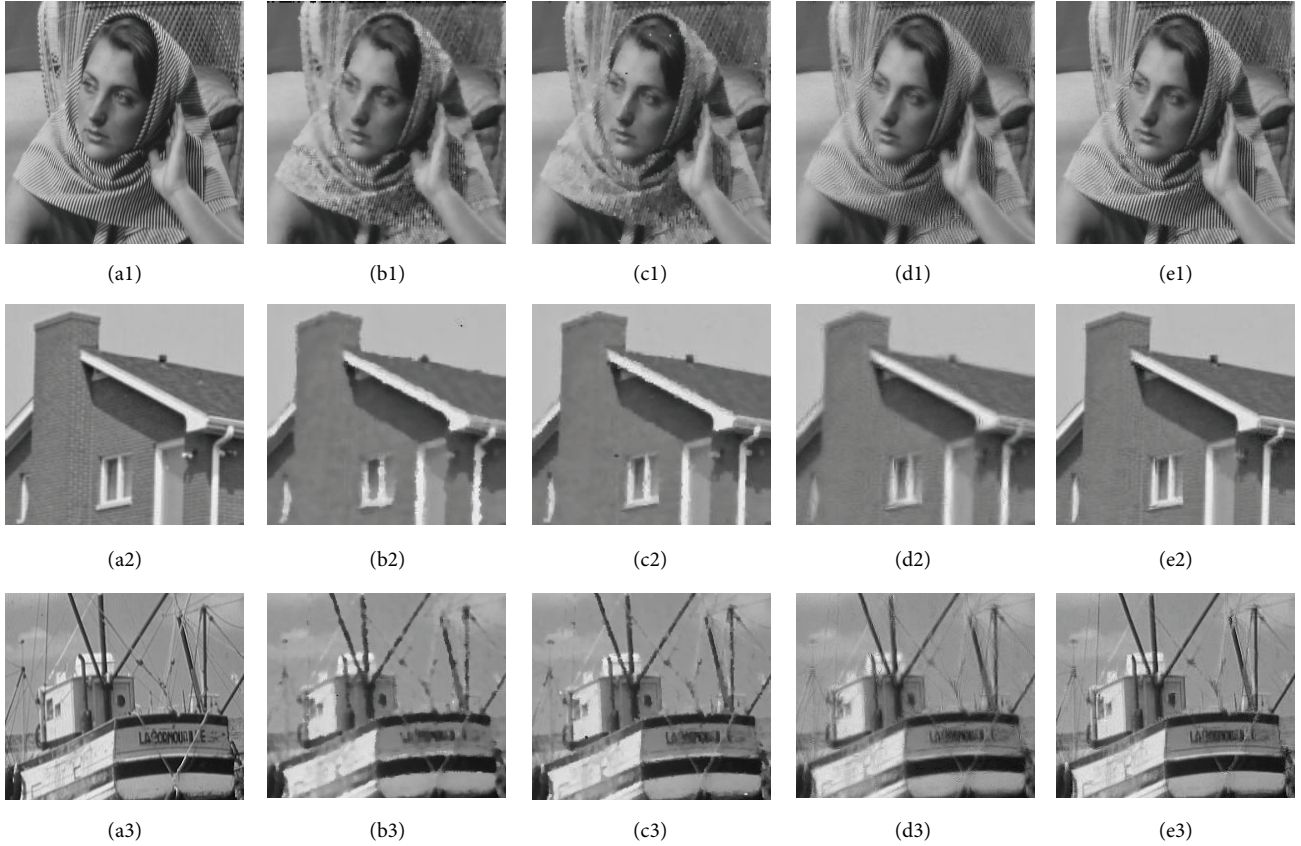 (a1) (b1) (c1) (d1) (e1)
(a2) (b2) (c2) (d2) (e2)
(a3) (b3) (c3) (d3) (e3)